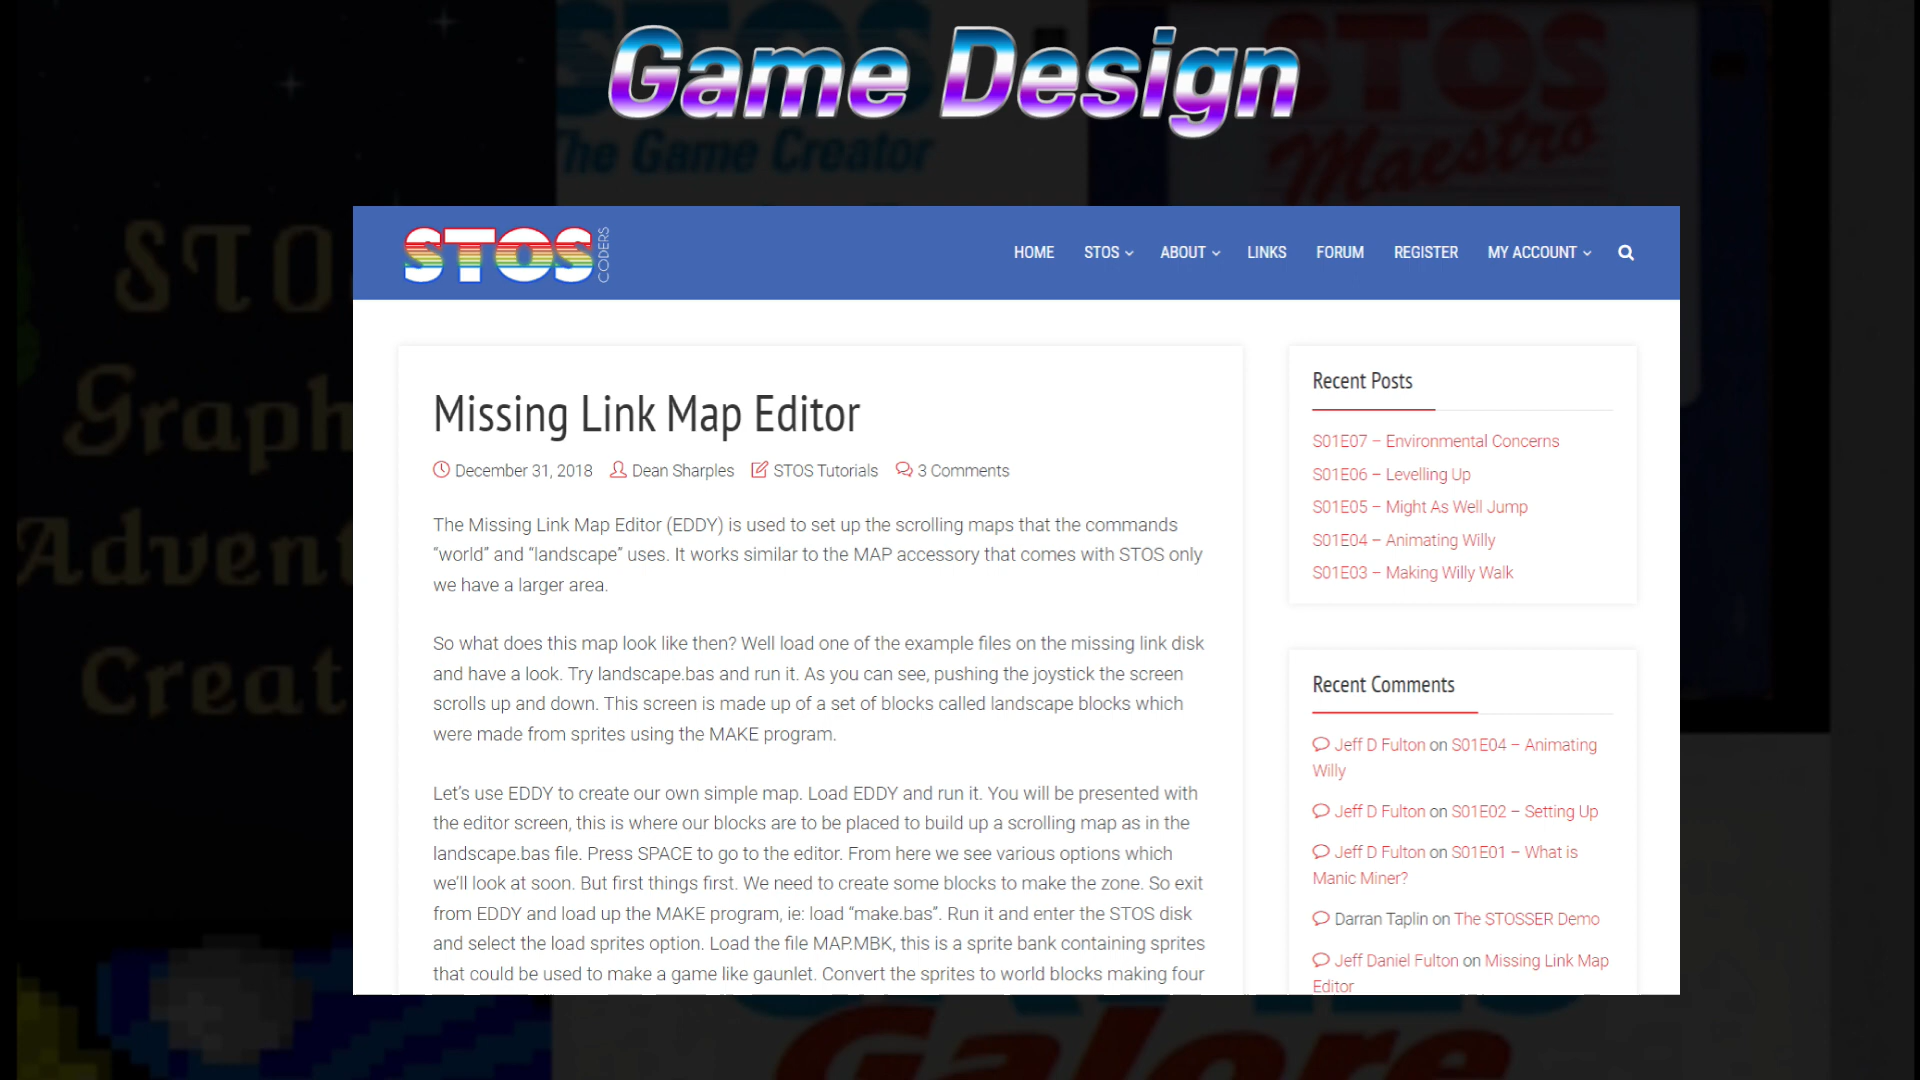 Game Design
STOS
The Game Creator
STOS
Maestro
STOS
Graph
Advent
Creat
STOS CODERS
HOME STOS ABOUT LINKS FORUM REGISTER MY ACCOUNT
Missing Link Map Editor
December 31, 2018 Dean Sharples STOS Tutorials 3 Comments
The Missing Link Map Editor (EDDY) is used to set up the scrolling maps that the commands
“world” and “landscape” uses. It works similar to the MAP accessory that comes with STOS only
we have a larger area.
So what does this map look like then? Well load one of the example files on the missing link disk
and have a look. Try landscape.bas and run it. As you can see, pushing the joystick the screen
scrolls up and down. This screen is made up of a set of blocks called landscape blocks which
were made from sprites using the MAKE program.
Let’s use EDDY to create our own simple map. Load EDDY and run it. You will be presented with
the editor screen, this is where our blocks are to be placed to build up a scrolling map as in the
landscape.bas file. Press SPACE to go to the editor. From here we see various options which
we’ll look at soon. But first things first. We need to create some blocks to make the zone. So exit
from EDDY and load up the MAKE program, ie: load “make.bas”. Run it and enter the STOS disk
and select the load sprites option. Load the file MAP.MBK, this is a sprite bank containing sprites
that could be used to make a game like gaunlet. Convert the sprites to world blocks making four
Recent Posts
S01E07 – Environmental Concerns
S01E06 – Levelling Up
S01E05 – Might As Well Jump
S01E04 – Animating Willy
S01E03 – Making Willy Walk
Recent Comments
Jeff D Fulton on S01E04 – Animating
Willy
Jeff D Fulton on S01E02 – Setting Up
Jeff D Fulton on S01E01 – What is
Manic Miner?
Darran Taplin on The STOSSER Demo
Jeff Daniel Fulton on Missing Link Map
Editor
Galore